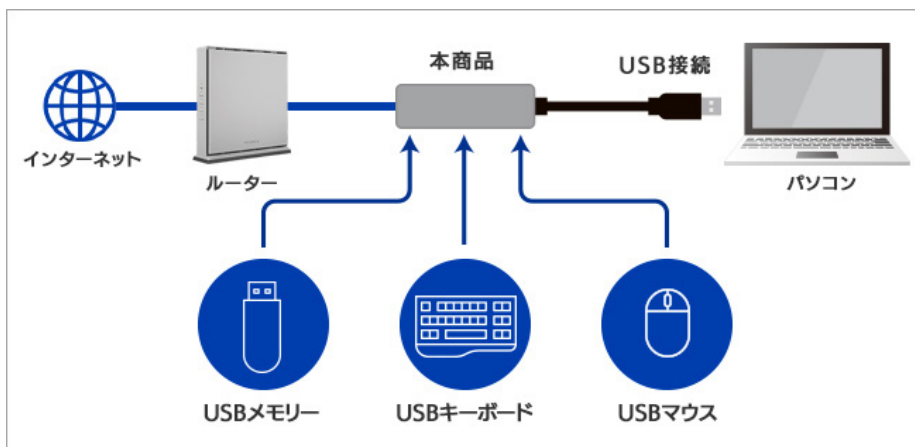 本商品
USB接続
インターネット
ルーター
パソコン
USBメモリー
USBキーボード
USBマウス